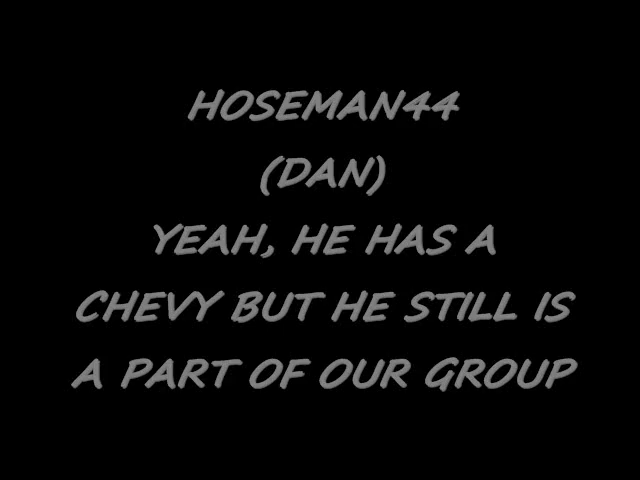 HOSEMAN44
(DAN)
YEAH, HE HAS A
CHEVY BUT HE STILL IS
A PART OF OUR GROUP